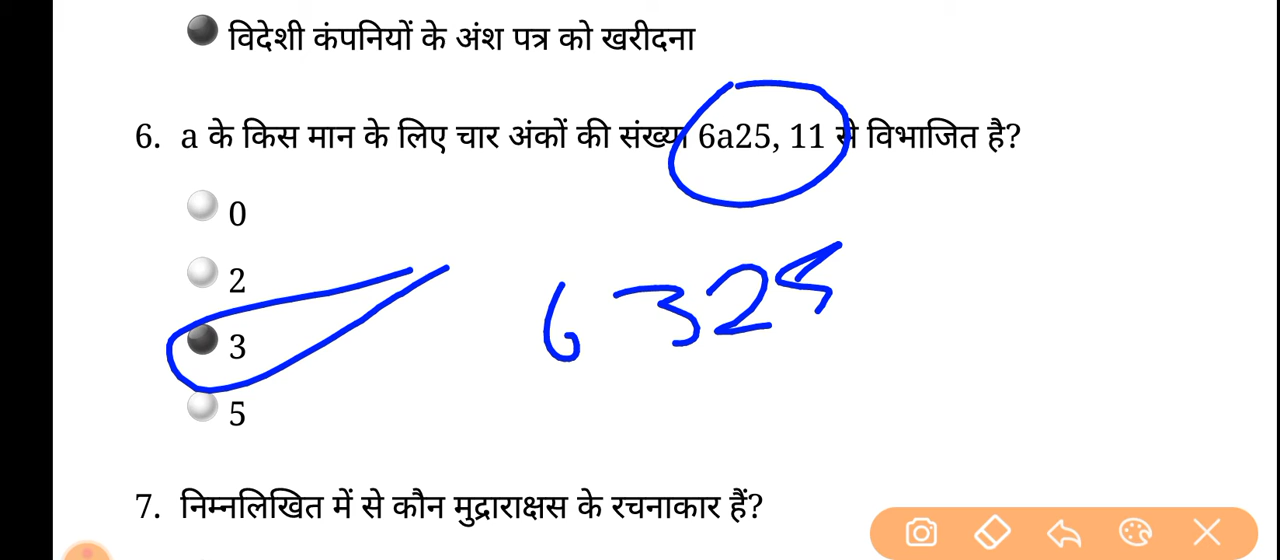 विदेशी कंपनियों के अंश पत्र को खरीदना
6. a के किस मान के लिए चार अंकों की संख्या 6a25, 11 से विभाजित है?
0
2
3
5
6325
7. निम्नलिखित में से कौन मुद्राराक्षस के रचनाकार हैं?